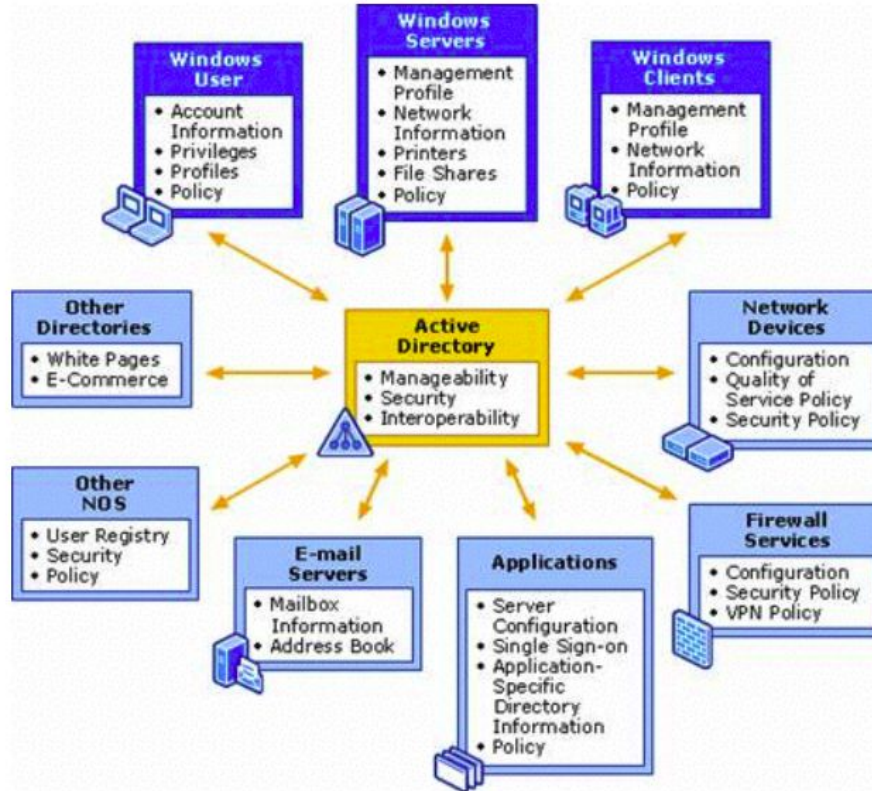 Windows
User
• Account
Information
• Privileges
• Profiles
• Policy
Windows
Servers
• Management
Profile
• Network
Information
• Printers
• File Shares
• Policy
Windows
Clients
• Management
Profile
• Network
Information
• Policy
Other
Directories
• White Pages
• E-Commerce
Active
Directory
• Manageability
• Security
• Interoperability
Network
Devices
• Configuration
• Quality of
Service Policy
• Security Policy
Other
NOS
• User Registry
• Security
• Policy
E-mail
Servers
• Mailbox
Information
• Address Book
Applications
• Server
Configuration
• Single Sign-on
• Application-
Specific
Directory
Information
• Policy
Firewall
Services
• Configuration
• Security Policy
• VPN Policy